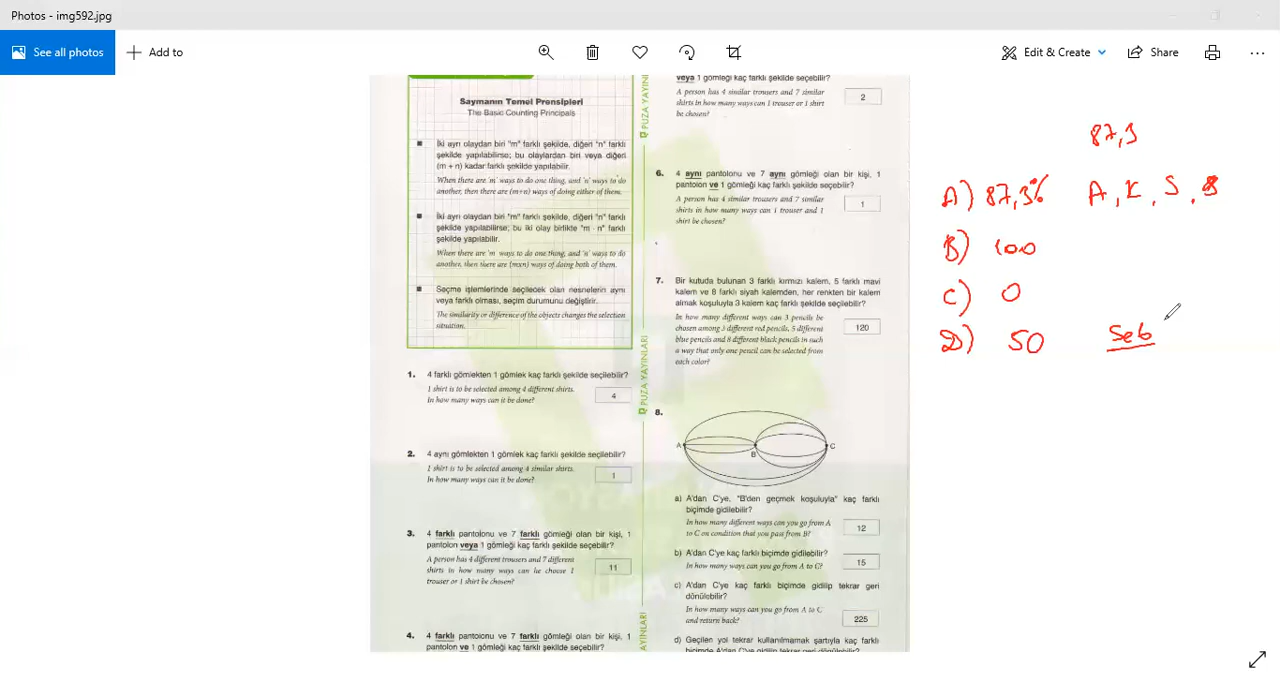 Photos - img592.jpg
See all photos
Add to
Edit & Create
Share
Saymanın Temel Prensipleri
The Basic Counting Principals
İki ayrı olaydan biri "m" farklı şekilde, diğeri "n" farklı
şekilde yapılabilirse; bu olaylardan biri veya diğeri
(m + n) kadar farklı şekilde yapılabilir.
When there are 'm' ways to do one thing, and 'n' ways to do
another, then there are (m+n) ways of doing either of them.
İki ayrı olaydan biri "m" farklı şekilde, diğeri "n" farklı
şekilde yapılabilirse; bu iki olay birlikte "m · n" farklı
şekilde yapılabilir.
When there are 'm' ways to do one thing, and 'n' ways to do
another, then there are (mxn) ways of doing both of them.
Seçme işlemlerinde seçilecek olan nesnelerin aynı
veya farklı olması, seçim durumunu değiştirir.
The similarity or difference of the objects changes the selection
situation.
1. 4 farklı gömlekten 1 gömlek kaç farklı şekilde seçilebilir?
1 shirt is to be selected among 4 different shirts.
In how many ways can it be done?
4
2. 4 aynı gömlekten 1 gömlek kaç farklı şekilde seçilebilir?
1 shirt is to be selected among 4 similar shirts.
In how many ways can it be done?
1
3. 4 farklı pantolonu ve 7 farklı gömleği olan bir kişi, 1
pantolon veya 1 gömleği kaç farklı şekilde seçebilir?
A person has 4 different trousers and 7 different
shirts in how many ways can he choose 1
trouser or 1 shirt be chosen?
11
4. 4 farklı pantolonu ve 7 farklı gömleği olan bir kişi, 1
pantolon ve 1 gömleği kaç farklı şekilde seçebilir?
PUZA YAYINLARI
PUZA YAYINLARI
AYINLARI
veya 1 gömleği kaç farklı şekilde seçebilir?
A person has 4 similar trouers and 7 similar
shirts in how many ways can 1 trouser or 1 shirt
be chosen?
2
6. 4 aynı pantolonu ve 7 aynı gömleği olan bir kişi, 1
pantolon ve 1 gömleği kaç farklı şekilde seçebilir?
A person has 4 similar trousers and 7 similar
shirts in how many ways can 1 trouser and 1
shirt be chosen?
1
7. Bir kutuda bulunan 3 farklı kırmızı kalem, 5 farklı mavi
kalem ve 8 farklı siyah kalemden, her renkten bir kalem
almak koşuluyla 3 kalem kaç farklı şekilde seçilebilir?
In how many different ways can 3 pencils be
chosen among 3 different red pencils, 5 different
blue pencils and 8 different black pencils in such
a way that only one pencil can be selected from
each color?
120
8.
A
B
C
a) A'dan C'ye, "B'den geçmek koşuluyla" kaç farklı
biçimde gidilebilir?
In how many different ways can you go from A
to C on condition that you pass from B?
12
b) A'dan C'ye kaç farklı biçimde gidilebilir?
In how many ways can you go from A to C?
15
c) A'dan C'ye kaç farklı biçimde gidilip tekrar geri
dönülebilir?
In how many ways can you go from A to C
and return back?
225
d) Geçilen yol tekrar kullanılmamak şartıyla kaç farklı
biçimde A'dan C'ye gidilip tekrar geri dönülebilir?
87,3
A) 87,3% A, K, S,
B) 100
C) 0
D) 50 Seb